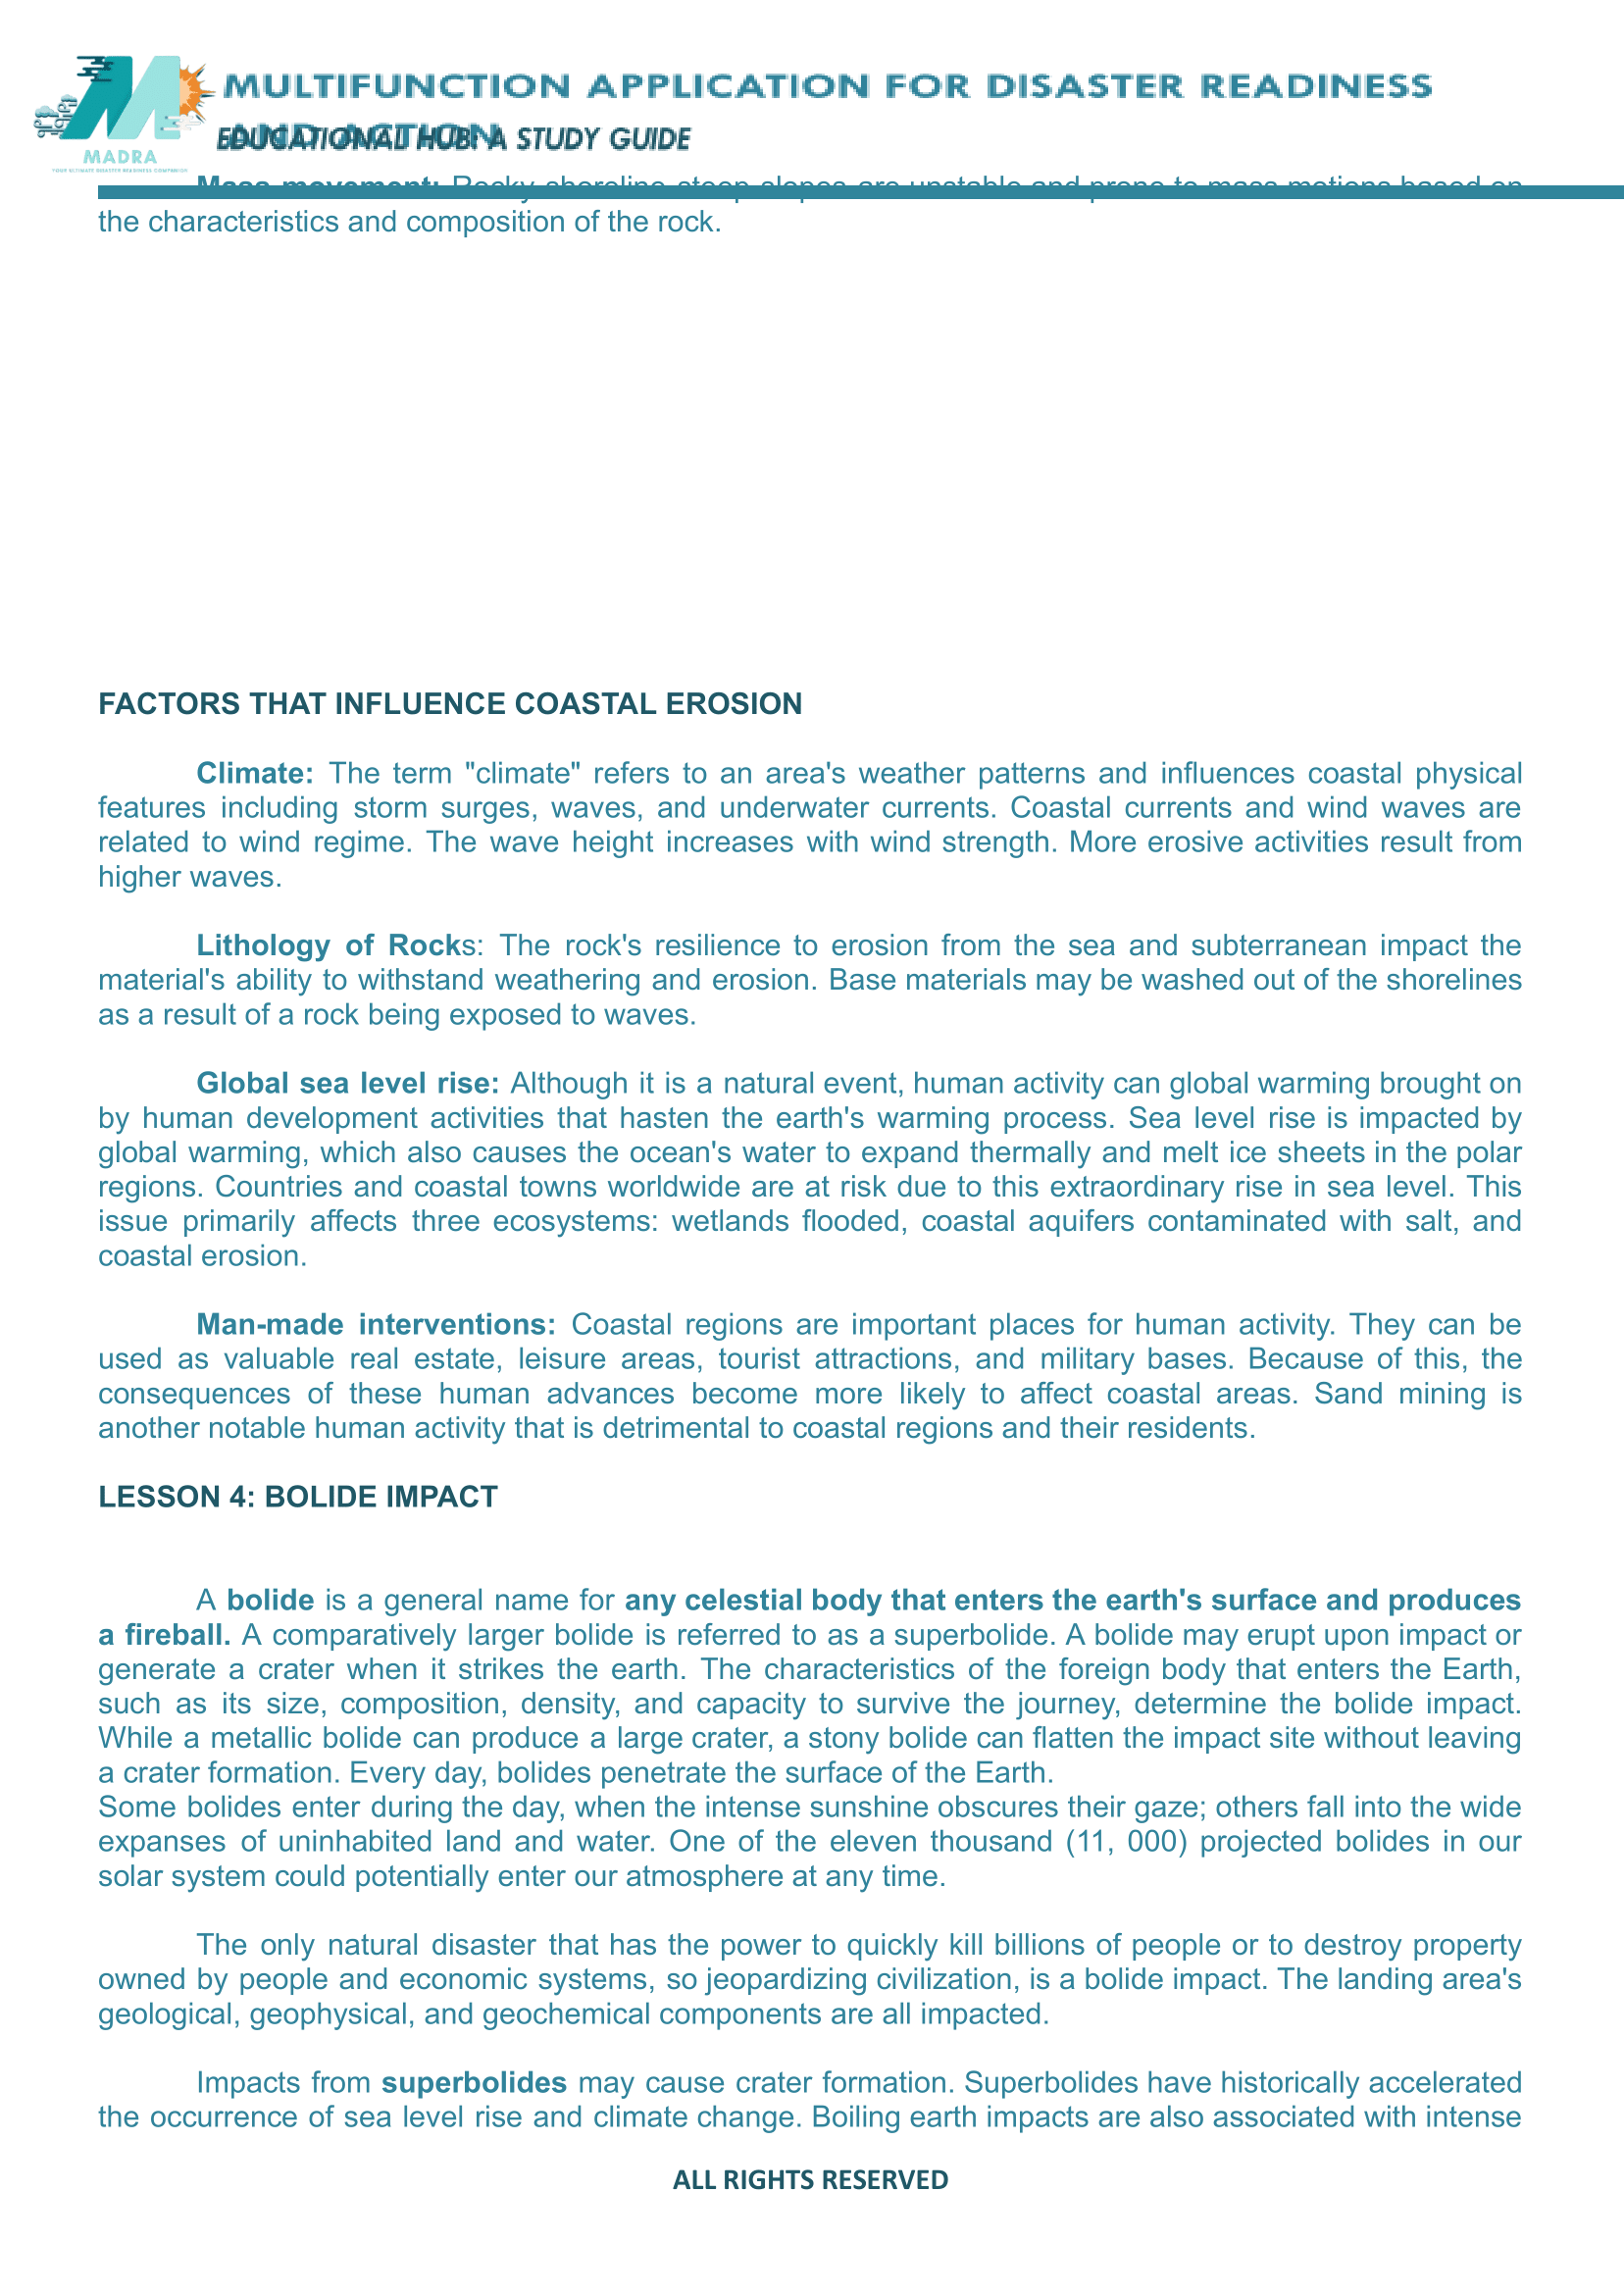 MULTIFUNCTION APPLICATION FOR DISASTER READINESS
AND ACTION
EDUCATIONAL HUB: A STUDY GUIDE
MADRA
YOUR ULTIMATE DISASTER READINESS COMPANION
Mass movement: Rocky shoreline steep slopes are unstable and prone to mass motions based on
the characteristics and composition of the rock.
FACTORS THAT INFLUENCE COASTAL EROSION
Climate: The term "climate" refers to an area's weather patterns and influences coastal physical
features including storm surges, waves, and underwater currents. Coastal currents and wind waves are
related to wind regime. The wave height increases with wind strength. More erosive activities result from
higher waves.
Lithology of Rocks: The rock's resilience to erosion from the sea and subterranean impact the
material's ability to withstand weathering and erosion. Base materials may be washed out of the shorelines
as a result of a rock being exposed to waves.
Global sea level rise: Although it is a natural event, human activity can global warming brought on
by human development activities that hasten the earth's warming process. Sea level rise is impacted by
global warming, which also causes the ocean's water to expand thermally and melt ice sheets in the polar
regions. Countries and coastal towns worldwide are at risk due to this extraordinary rise in sea level. This
issue primarily affects three ecosystems: wetlands flooded, coastal aquifers contaminated with salt, and
coastal erosion.
Man-made interventions: Coastal regions are important places for human activity. They can be
used as valuable real estate, leisure areas, tourist attractions, and military bases. Because of this, the
consequences of these human advances become more likely to affect coastal areas. Sand mining is
another notable human activity that is detrimental to coastal regions and their residents.
LESSON 4: BOLIDE IMPACT
A bolide is a general name for any celestial body that enters the earth's surface and produces
a fireball. A comparatively larger bolide is referred to as a superbolide. A bolide may erupt upon impact or
generate a crater when it strikes the earth. The characteristics of the foreign body that enters the Earth,
such as its size, composition, density, and capacity to survive the journey, determine the bolide impact.
While a metallic bolide can produce a large crater, a stony bolide can flatten the impact site without leaving
a crater formation. Every day, bolides penetrate the surface of the Earth.
Some bolides enter during the day, when the intense sunshine obscures their gaze; others fall into the wide
expanses of uninhabited land and water. One of the eleven thousand (11, 000) projected bolides in our
solar system could potentially enter our atmosphere at any time.
The only natural disaster that has the power to quickly kill billions of people or to destroy property
owned by people and economic systems, so jeopardizing civilization, is a bolide impact. The landing area's
geological, geophysical, and geochemical components are all impacted.
Impacts from superbolides may cause crater formation. Superbolides have historically accelerated
the occurrence of sea level rise and climate change. Boiling earth impacts are also associated with intense
ALL RIGHTS RESERVED